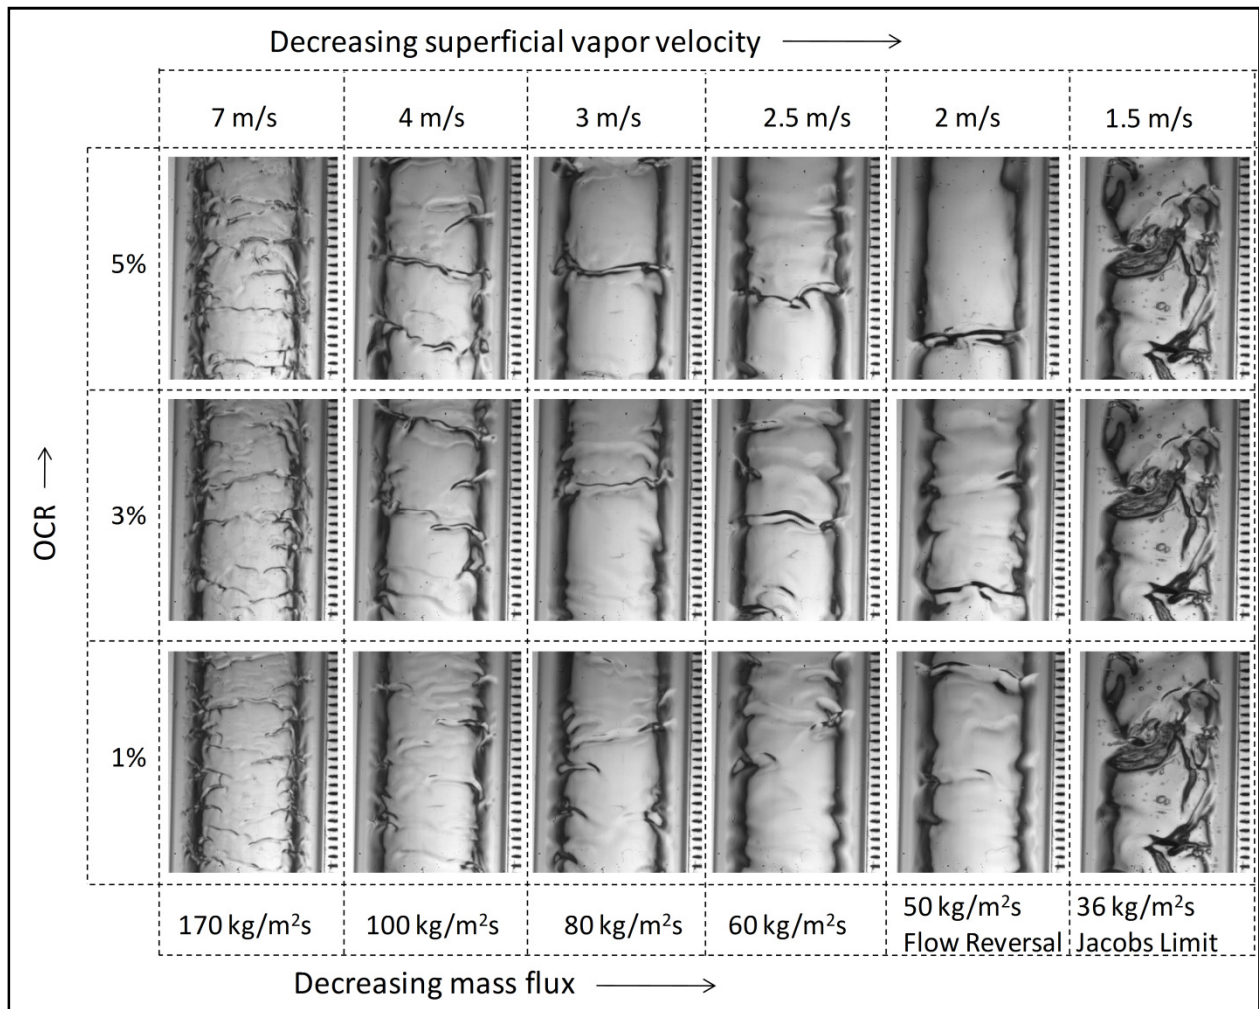 Decreasing superficial vapor velocity
7 m/s
4 m/s
3 m/s
2.5 m/s
2 m/s
1.5 m/s
5%
3%
OCR
1%
170 kg/m²s
100 kg/m²s
80 kg/m²s
60 kg/m²s
50 kg/m²s
Flow Reversal
36 kg/m²s
Jacobs Limit
Decreasing mass flux